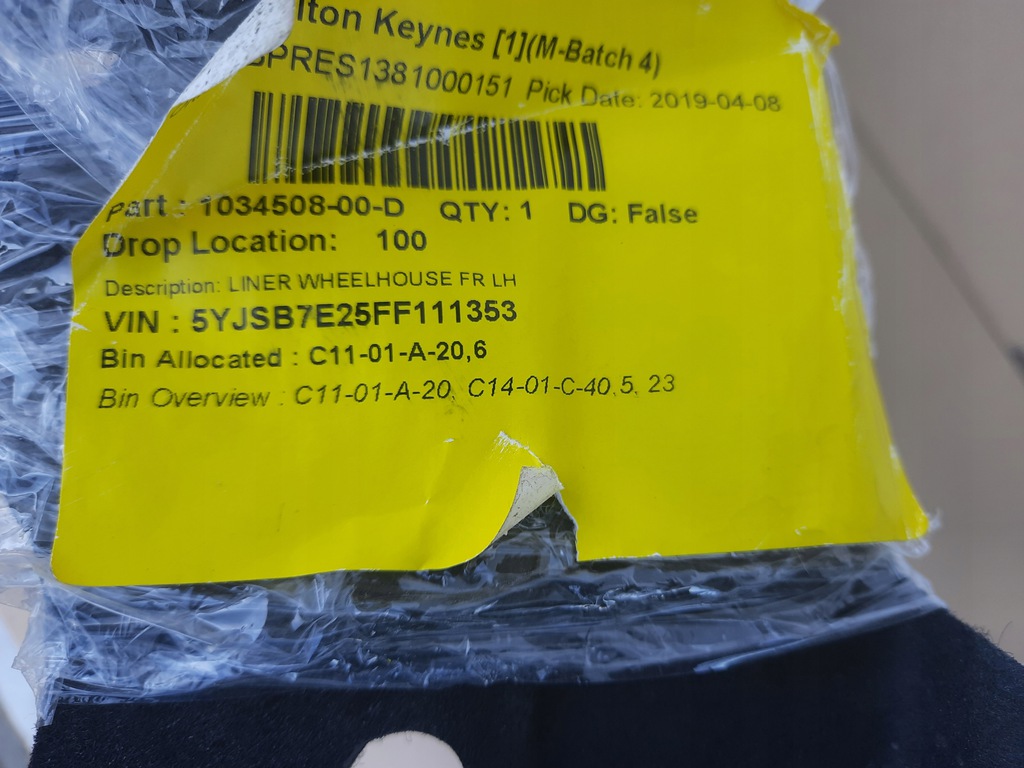 lton Keynes [1](M-Batch 4)
PRES1381000151 Pick Date: 2019-04-08
Part : 1034508-00-D QTY: 1 DG: False
Drop Location: 100
Description: LINER WHEELHOUSE FR LH
VIN : 5YJSB7E25FF111353
Bin Allocated : C11-01-A-20,6
Bin Overview : C11-01-A-20, C14-01-C-40,5, 23